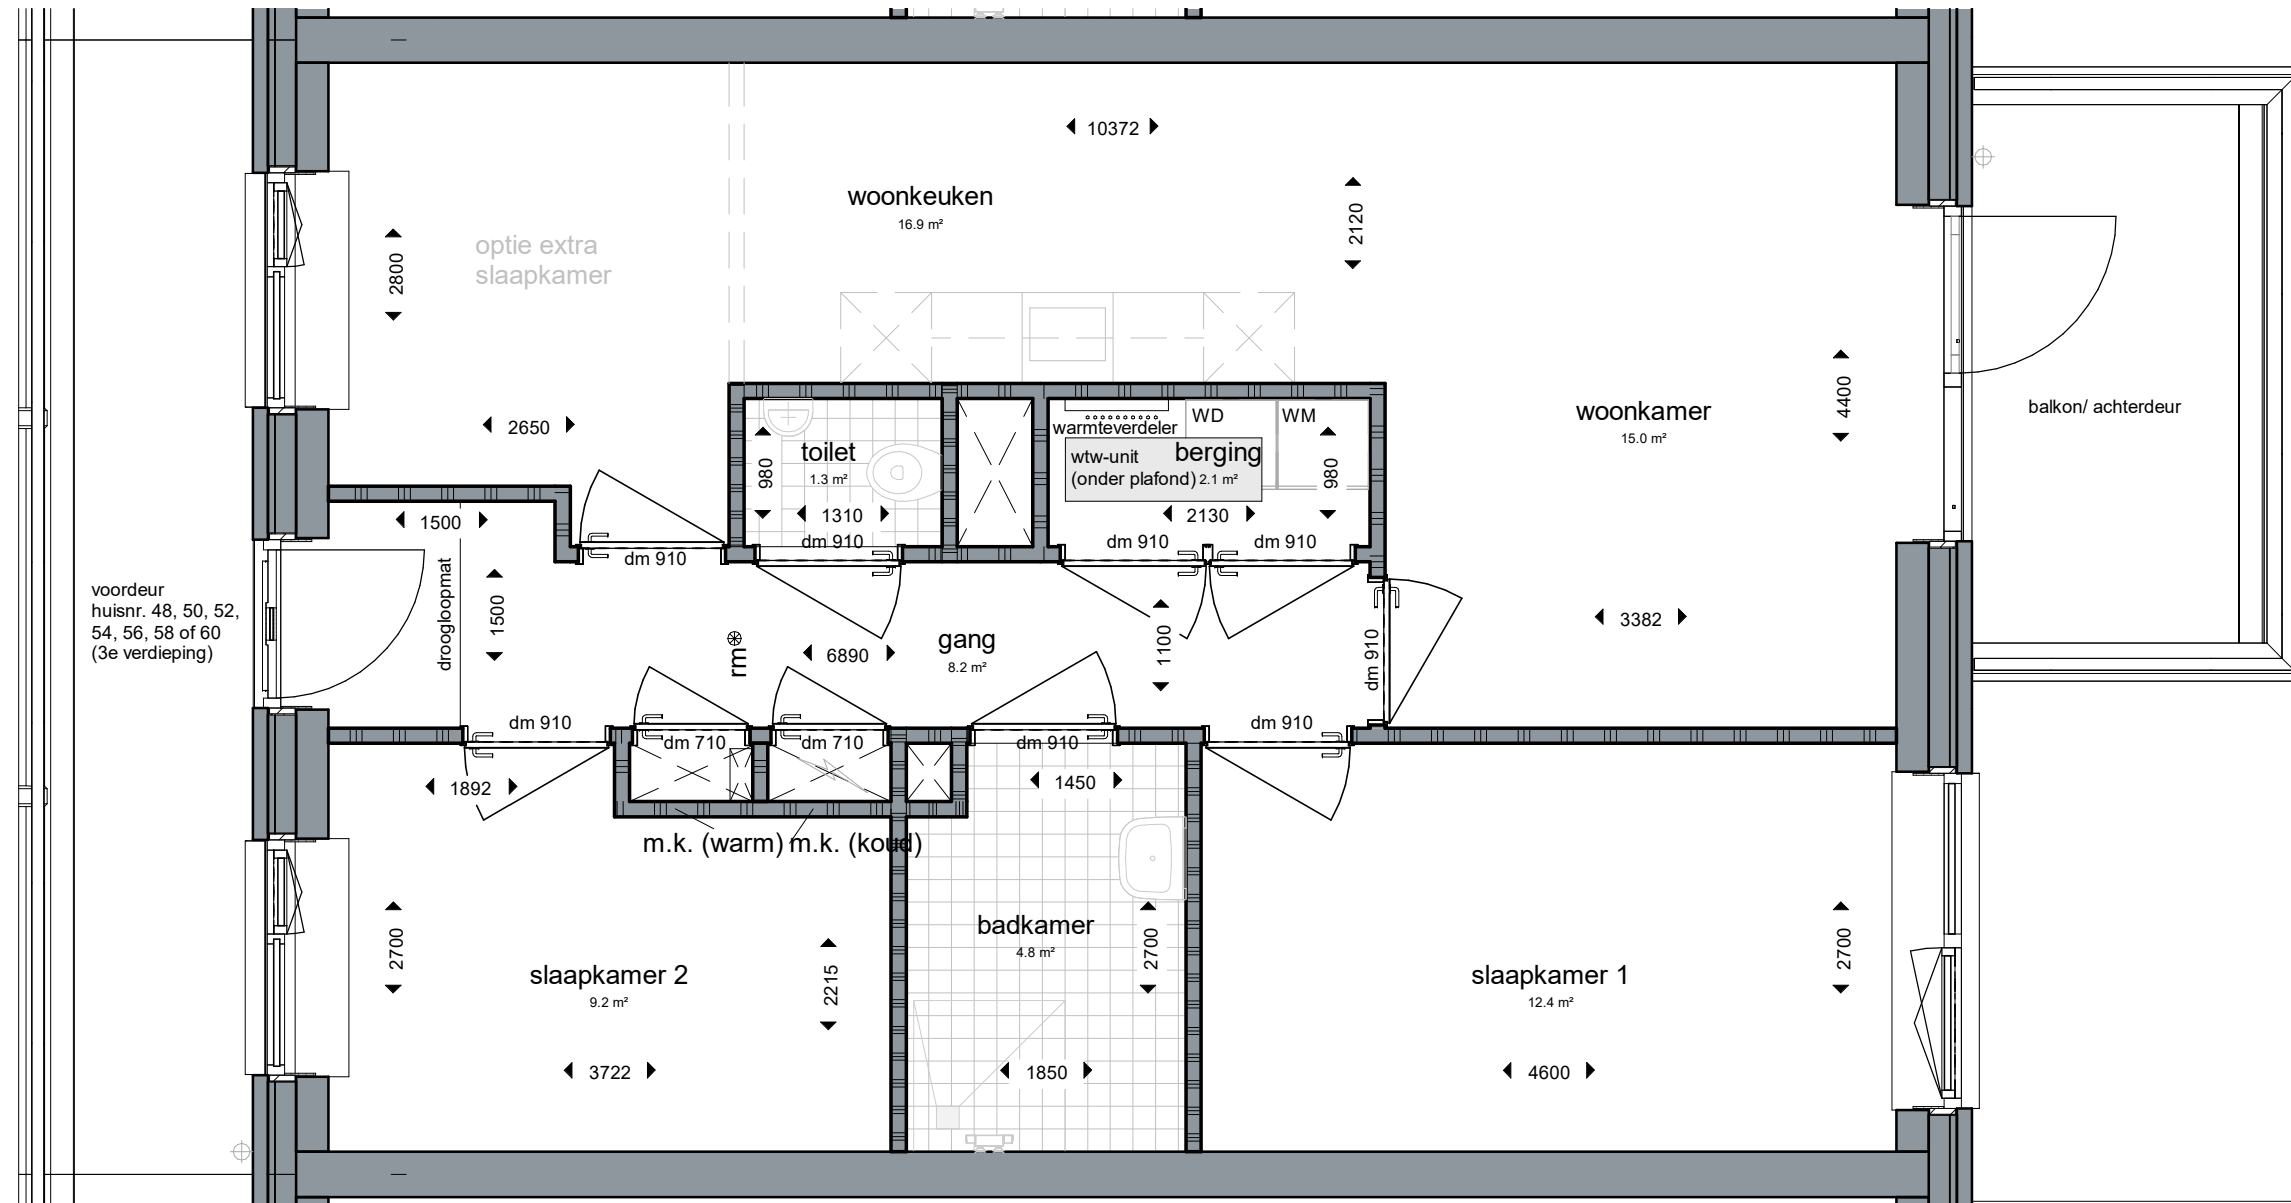 10372
woonkeuken
16.9 m²
2120
optie extra
slaapkamer
2800
2650
woonkamer
15.0 m²
4400
balkon/ achterdeur
toilet
1.3 m²
980
1310
dm 910
warmteverdeler
WD
WM
wtw-unit
(onder plafond)
berging
2.1 m²
980
2130
dm 910
dm 910
1500
dm 910
voordeur
huisnr. 48, 50, 52,
54, 56, 58 of 60
(3e verdieping)
droogloopmat
1500
rm
6890
gang
8.2 m²
1100
dm 910
3382
dm 910
dm 710
dm 710
dm 910
dm 910
1892
1450
m.k. (warm)
m.k. (koud)
2700
slaapkamer 2
9.2 m²
2215
3722
badkamer
4.8 m²
2700
1850
slaapkamer 1
12.4 m²
2700
4600